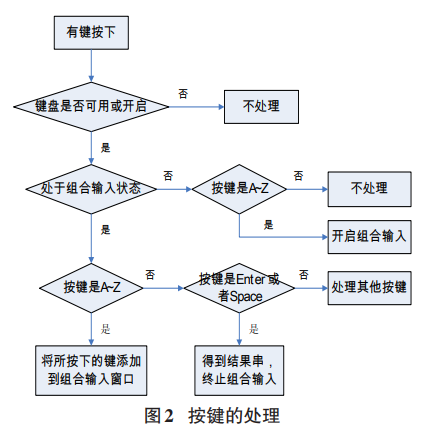 有键按下
键盘是否可用或开启
否
不处理
是
处于组合输入状态
否
按键是A~Z
否
不处理
是
开启组合输入
是
按键是A~Z
否
按键是Enter或
者Space
否
处理其他按键
是
是
将所按下的键添加
到组合输入窗口
得到结果串，
终止组合输入
图2 按键的处理